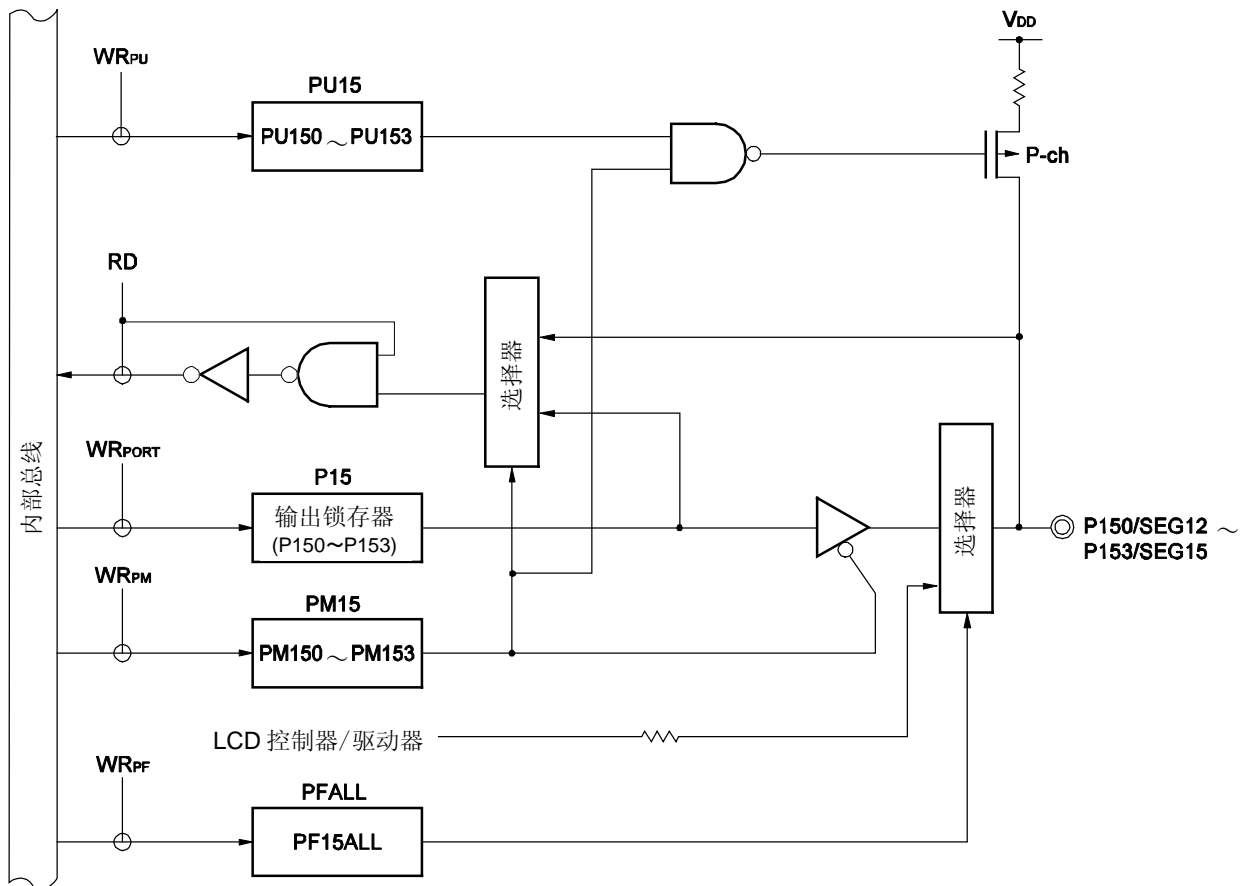 VDD
WRPU
PU15
PU150～PU153
P-ch
RD
选择器
内部总线
WRPORT
P15
输出锁存器
(P150～P153)
选择器
P150/SEG12 ～
P153/SEG15
WRPM
PM15
PM150～PM153
LCD 控制器/驱动器
WRPF
PFALL
PF15ALL